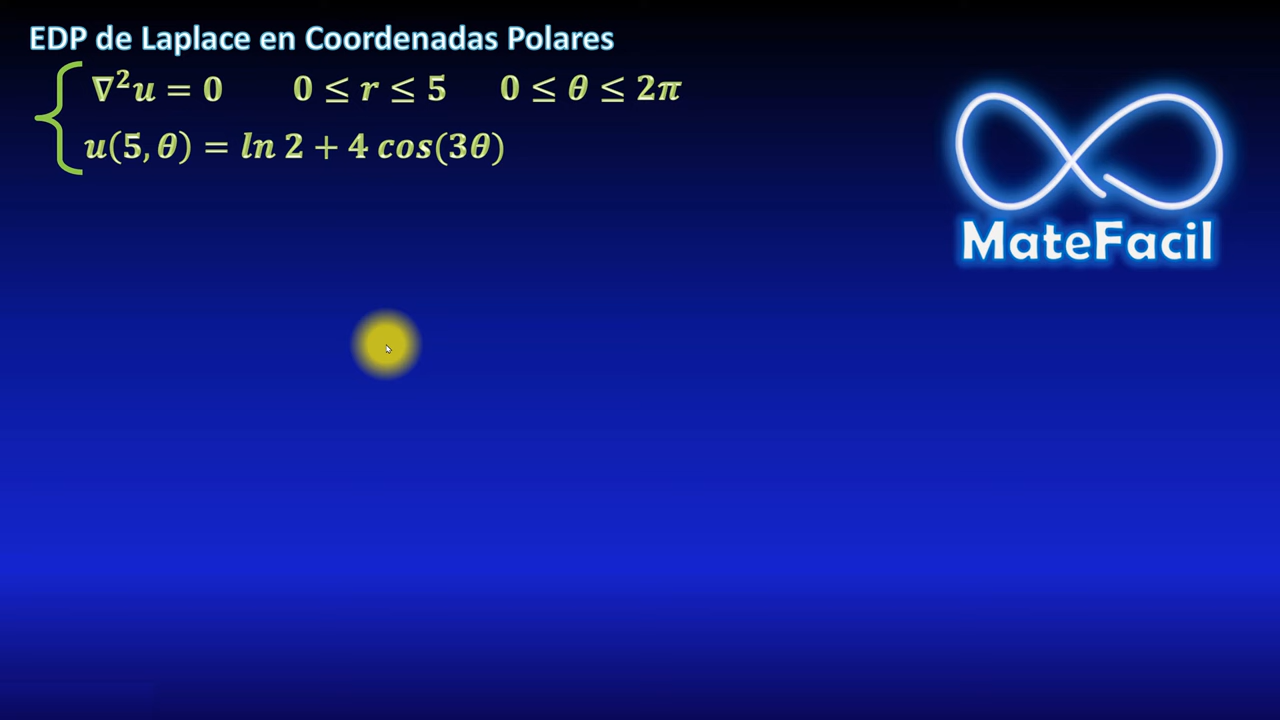 EDP de Laplace en Coordenadas Polares
∇²u = 0 0 ≤ r ≤ 5 0 ≤ θ ≤ 2π
u(5, θ) = ln 2 + 4 cos(3θ)
MateFacil